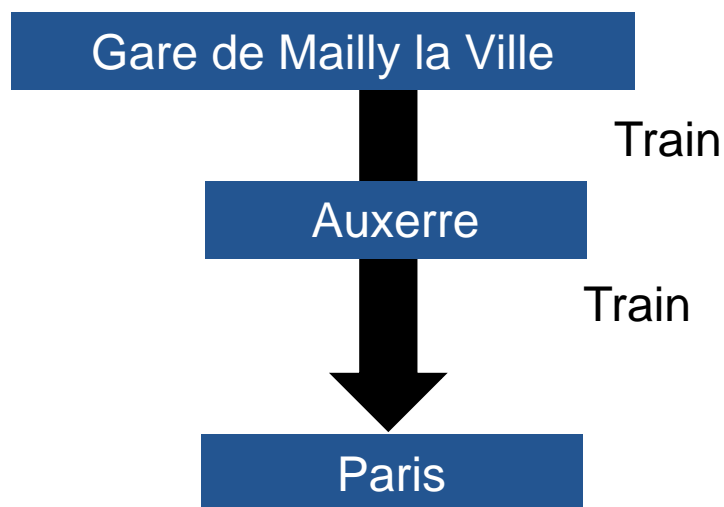 Gare de Mailly la Ville
Train
Auxerre
Train
Paris